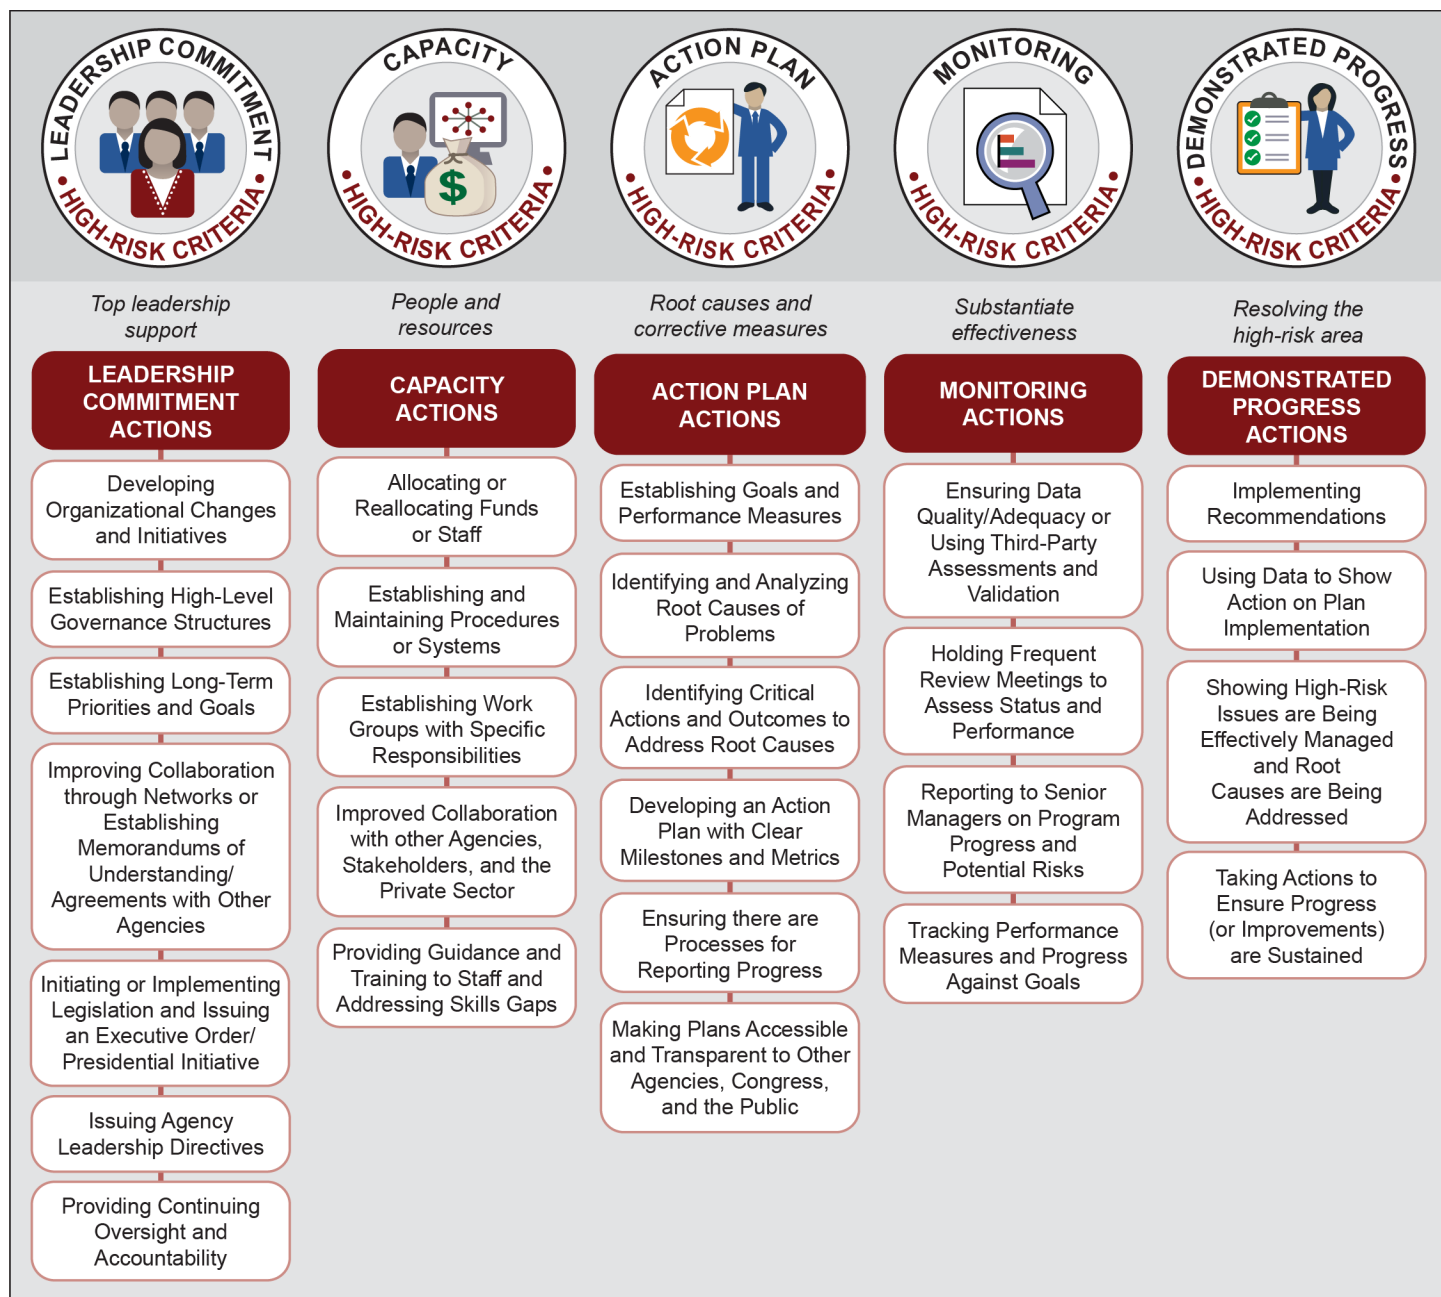 LEADERSHIP COMMITMENT
• HIGH-RISK CRITERIA •
CAPACITY
• HIGH-RISK CRITERIA •
$
ACTION PLAN
• HIGH-RISK CRITERIA •
MONITORING
• HIGH-RISK CRITERIA •
DEMONSTRATED PROGRESS
• HIGH-RISK CRITERIA •
Top leadership
support
LEADERSHIP
COMMITMENT
ACTIONS
Developing
Organizational Changes
and Initiatives
Establishing High-Level
Governance Structures
Establishing Long-Term
Priorities and Goals
Improving Collaboration
through Networks or
Establishing
Memorandums of
Understanding/
Agreements with Other
Agencies
Initiating or Implementing
Legislation and Issuing
an Executive Order/
Presidential Initiative
Issuing Agency
Leadership Directives
Providing Continuing
Oversight and
Accountability
People and
resources
CAPACITY
ACTIONS
Allocating or
Reallocating Funds
or Staff
Establishing and
Maintaining Procedures
or Systems
Establishing Work
Groups with Specific
Responsibilities
Improved Collaboration
with other Agencies,
Stakeholders, and the
Private Sector
Providing Guidance and
Training to Staff and
Addressing Skills Gaps
Root causes and
corrective measures
ACTION PLAN
ACTIONS
Establishing Goals and
Performance Measures
Identifying and Analyzing
Root Causes of
Problems
Identifying Critical
Actions and Outcomes to
Address Root Causes
Developing an Action
Plan with Clear
Milestones and Metrics
Ensuring there are
Processes for
Reporting Progress
Making Plans Accessible
and Transparent to Other
Agencies, Congress,
and the Public
Substantiate
effectiveness
MONITORING
ACTIONS
Ensuring Data
Quality/Adequacy or
Using Third-Party
Assessments and
Validation
Holding Frequent
Review Meetings to
Assess Status and
Performance
Reporting to Senior
Managers on Program
Progress and
Potential Risks
Tracking Performance
Measures and Progress
Against Goals
Resolving the
high-risk area
DEMONSTRATED
PROGRESS
ACTIONS
Implementing
Recommendations
Using Data to Show
Action on Plan
Implementation
Showing High-Risk
Issues are Being
Effectively Managed
and Root
Causes are Being
Addressed
Taking Actions to
Ensure Progress
(or Improvements)
are Sustained